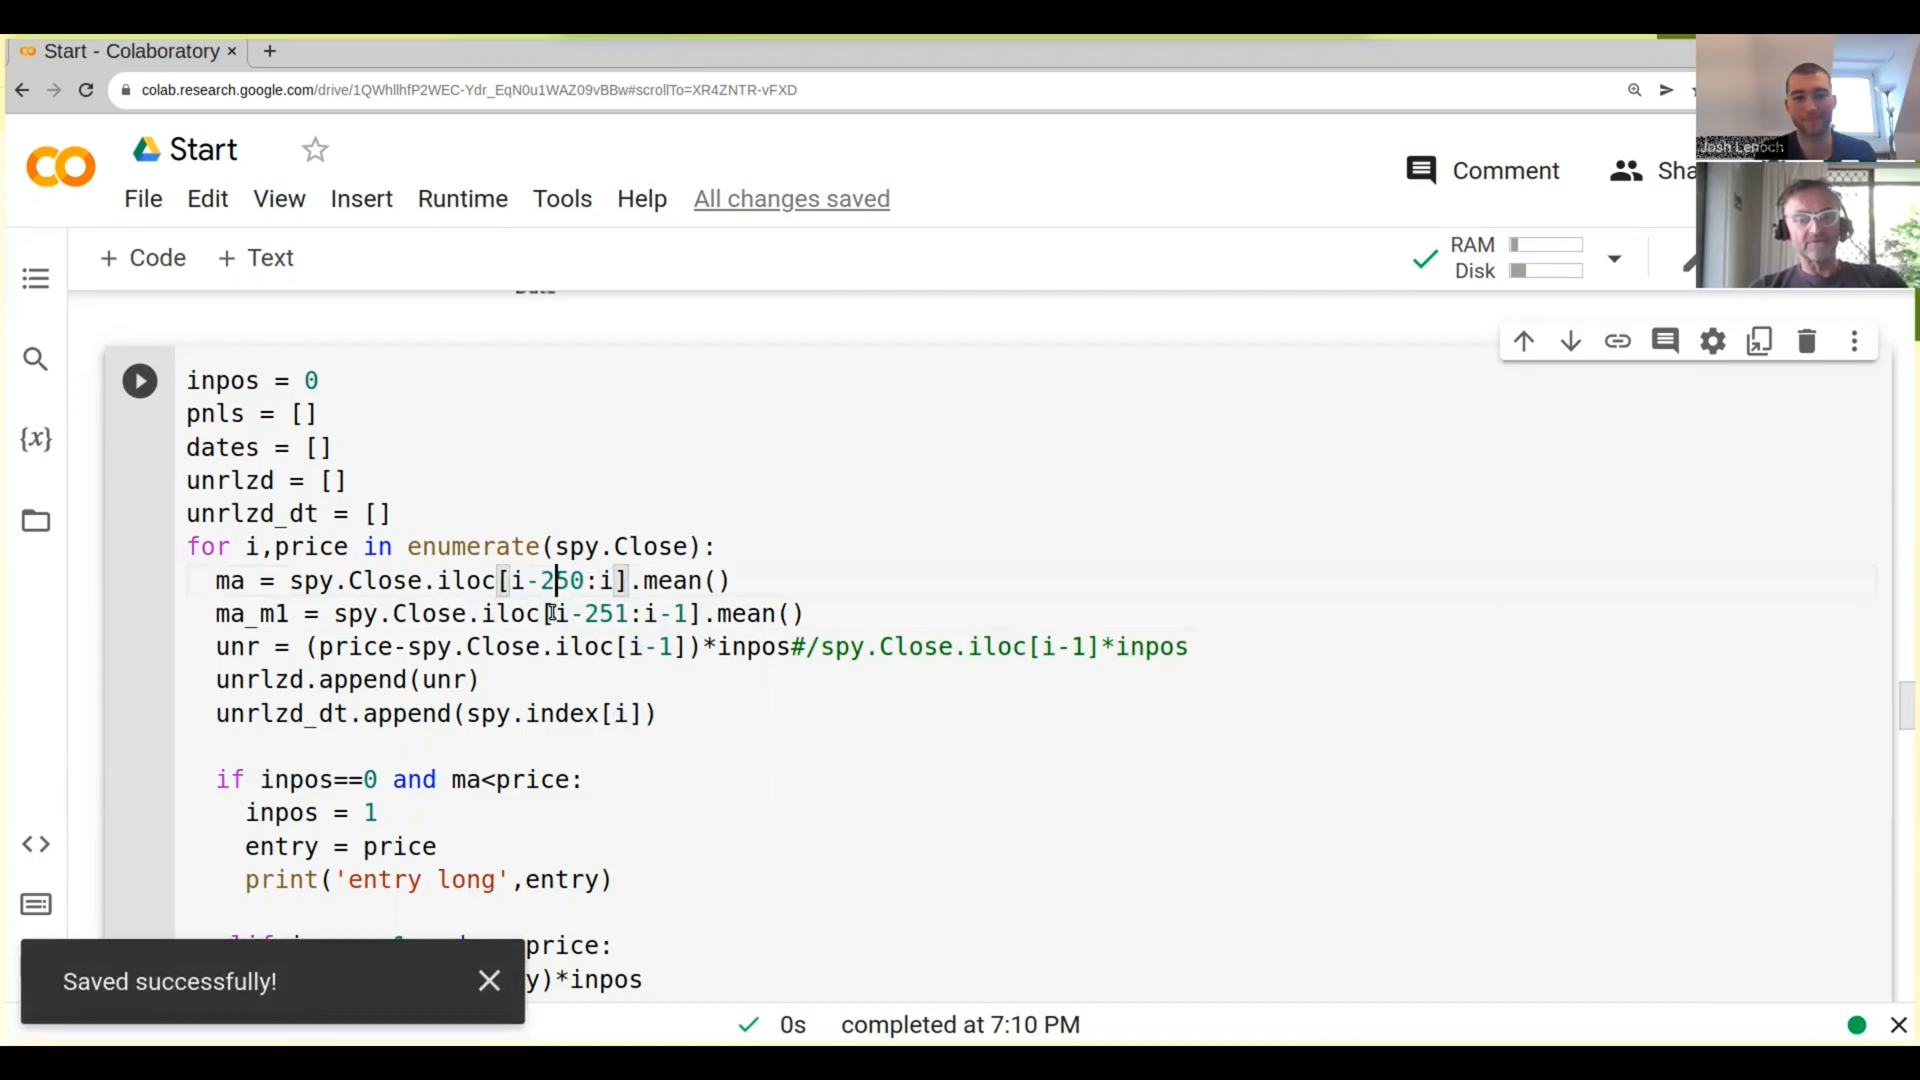 Start - Colaboratory
colab.research.google.com/drive/1QWhllhfP2WEC-Ydr_EqN0u1WAZ09vBBw#scrollTo=XR4ZNTR-vFXD
Josh Lenoch
Start
Comment
Sha
File Edit View Insert Runtime Tools Help All changes saved
+ Code + Text
RAM
Disk
Date
inpos = 0
pnls = []
dates = []
unrlzd = []
unrlzd_dt = []
for i,price in enumerate(spy.Close):
ma = spy.Close.iloc[i-250:i].mean()
ma_m1 = spy.Close.iloc[i-251:i-1].mean()
unr = (price-spy.Close.iloc[i-1])*inpos#/spy.Close.iloc[i-1]*inpos
unrlzd.append(unr)
unrlzd_dt.append(spy.index[i])
if inpos==0 and ma<price:
inpos = 1
entry = price
print('entry long',entry)
price:
y)*inpos
Saved successfully!
0s completed at 7:10 PM